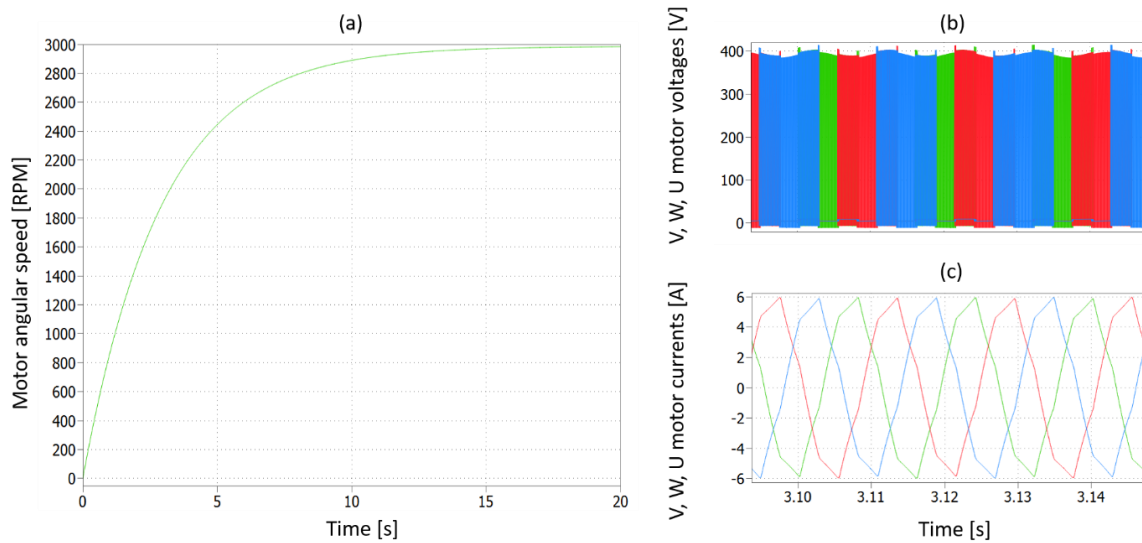 (a)
Motor angular speed [RPM]
3000
2800
2600
2400
2200
2000
1800
1600
1400
1200
1000
800
600
400
200
0
0 5 10 15 20
Time [s]
(b)
V, W, U motor voltages [V]
400
300
200
100
0
(c)
V, W, U motor currents [A]
6
4
2
0
-2
-4
-6
3.10 3.11 3.12 3.13 3.14
Time [s]